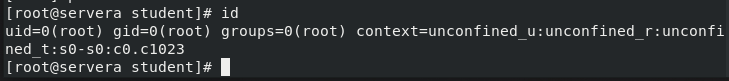 [root@servera student]# id
uid=0(root) gid=0(root) groups=0(root) context=unconfined_u:unconfined_r:unconfi
ned_t:s0-s0:c0.c1023
[root@servera student]#